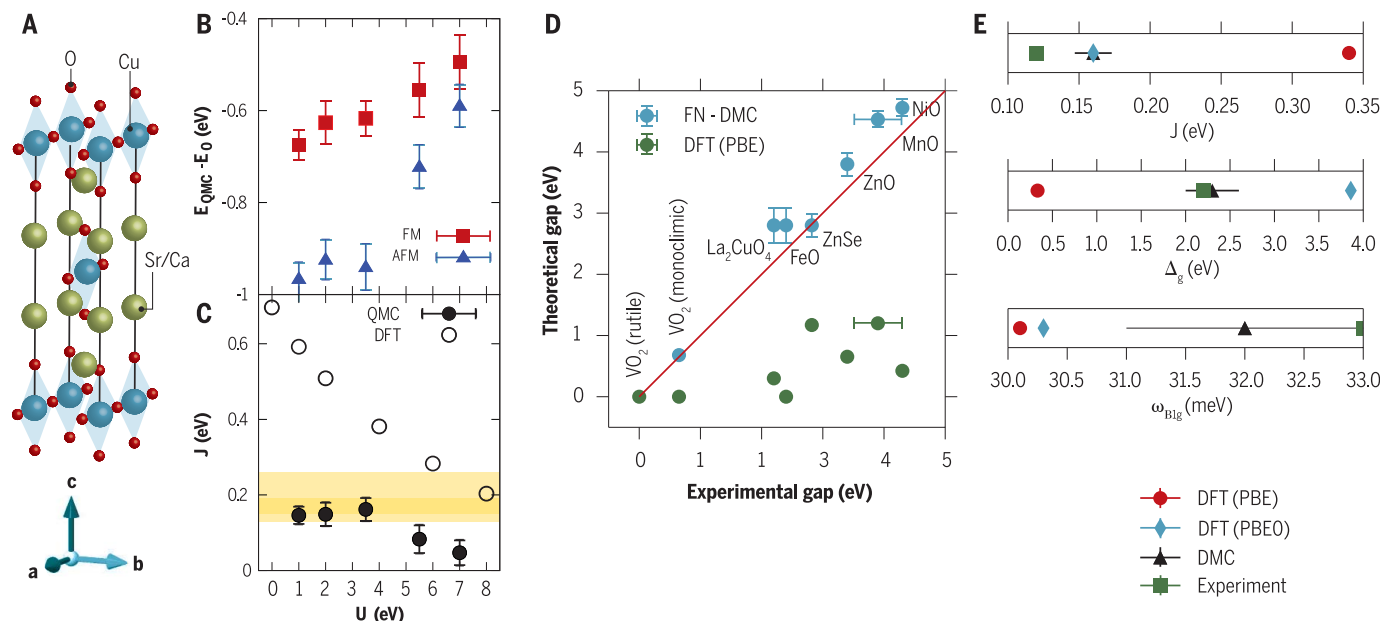 A
O
Cu
Sr/Ca
c
a
b
B
-0.4
-0.6
-0.8
-1
E_QMC -E_0 (eV)
FM
AFM
C
QMC
DFT
0.6
0.4
0.2
0
J (eV)
0 1 2 3 4 5 6 7 8
U (eV)
D
5
4
3
2
1
0
Theoretical gap (eV)
FN - DMC
DFT (PBE)
NiO
MnO
ZnO
ZnSe
FeO
La₂CuO₄
VO₂ (monoclimic)
VO₂ (rutile)
0 1 1 3 4 5
Experimental gap (eV)
E
0.10 0.15 0.20 0.25 0.30 0.35
J (eV)
0.0 0.5 1.0 1.5 2.0 2.5 3.0 3.5 4.0
Δg (eV)
30.0 30.5 31.0 31.5 32.0 32.5 33.0
ω_B1g (meV)
DFT (PBE)
DFT (PBE0)
DMC
Experiment